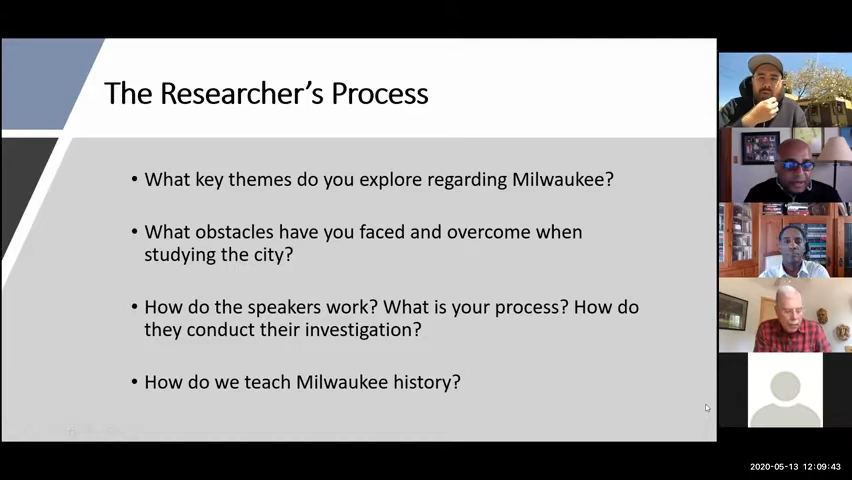 The Researcher's Process
• What key themes do you explore regarding Milwaukee?
• What obstacles have you faced and overcome when
studying the city?
• How do the speakers work? What is your process? How do
they conduct their investigation?
• How do we teach Milwaukee history?
2020-05-13 12:09:43